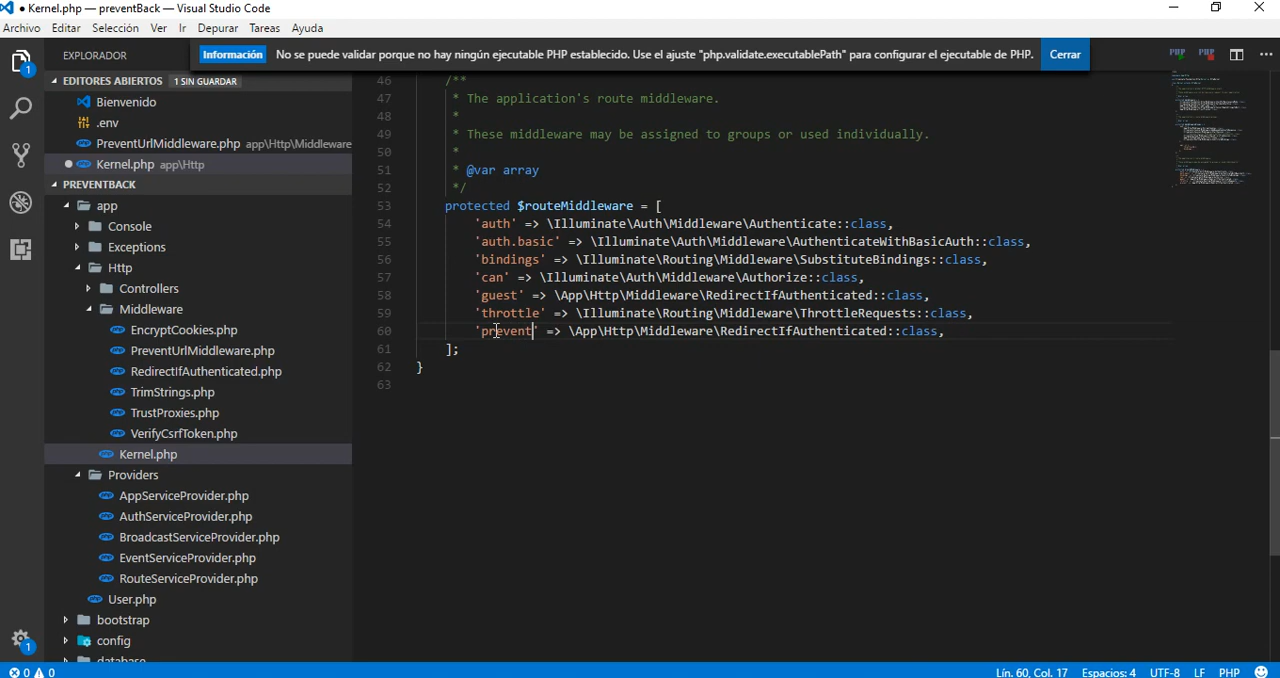 ● Kernel.php — preventBack — Visual Studio Code
Archivo Editar Selección Ver Ir Depurar Tareas Ayuda
EXPLORADOR
Información No se puede validar porque no hay ningún ejecutable PHP establecido. Use el ajuste "php.validate.executablePath" para configurar el ejecutable de PHP. Cerrar
PHP PHP
1
EDITORES ABIERTOS 1 SIN GUARDAR
Bienvenido
.env
PreventUrlMiddleware.php app\Http\Middleware
● Kernel.php app\Http
PREVENTBACK
app
Console
Exceptions
Http
Controllers
Middleware
EncryptCookies.php
PreventUrlMiddleware.php
RedirectIfAuthenticated.php
TrimStrings.php
TrustProxies.php
VerifyCsrfToken.php
Kernel.php
Providers
AppServiceProvider.php
AuthServiceProvider.php
BroadcastServiceProvider.php
EventServiceProvider.php
RouteServiceProvider.php
User.php
bootstrap
config
database
1
46 /**
47 * The application's route middleware.
48 *
49 * These middleware may be assigned to groups or used individually.
50 *
51 * @var array
52 */
53 protected $routeMiddleware = [
54 'auth' => \Illuminate\Auth\Middleware\Authenticate::class,
55 'auth.basic' => \Illuminate\Auth\Middleware\AuthenticateWithBasicAuth::class,
56 'bindings' => \Illuminate\Routing\Middleware\SubstituteBindings::class,
57 'can' => \Illuminate\Auth\Middleware\Authorize::class,
58 'guest' => \App\Http\Middleware\RedirectIfAuthenticated::class,
59 'throttle' => \Illuminate\Routing\Middleware\ThrottleRequests::class,
60 'prevent' => \App\Http\Middleware\RedirectIfAuthenticated::class,
61 ];
62 }
63
0 0 Lín. 60, Col. 17 Espacios: 4 UTF-8 LF PHP